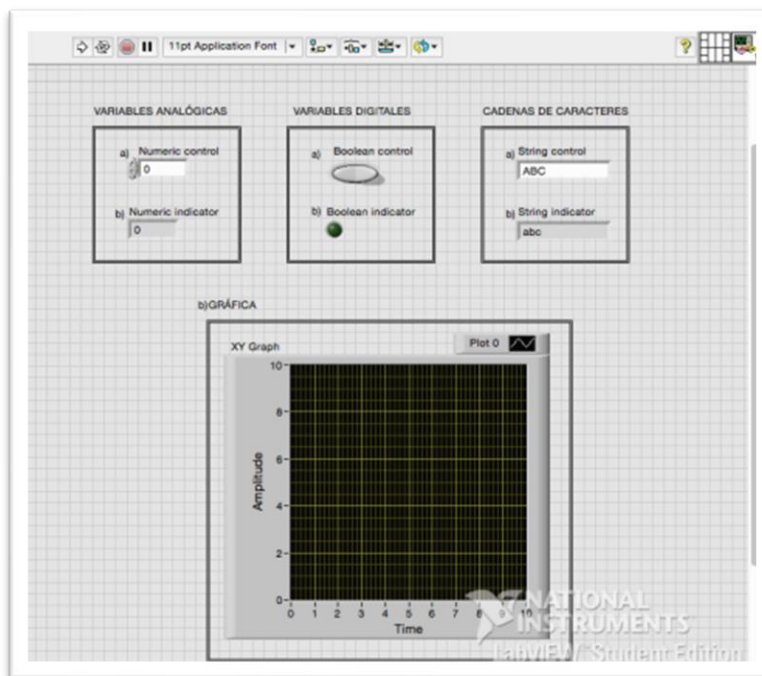 11pt Application Font
?
VARIABLES ANALÓGICAS
VARIABLES DIGITALES
CADENAS DE CARACTERES
a) Numeric control
0
b) Numeric indicator
0
a) Boolean control
b) Boolean indicator
a) String control
ABC
b) String indicator
abc
b)GRÁFICA
XY Graph
Plot 0
10
8
6
4
2
0
Amplitude
0 1 2 3 4 5 6 7 8 9 10
Time
NATIONAL
INSTRUMENTS
LabVIEW™ Student Edition